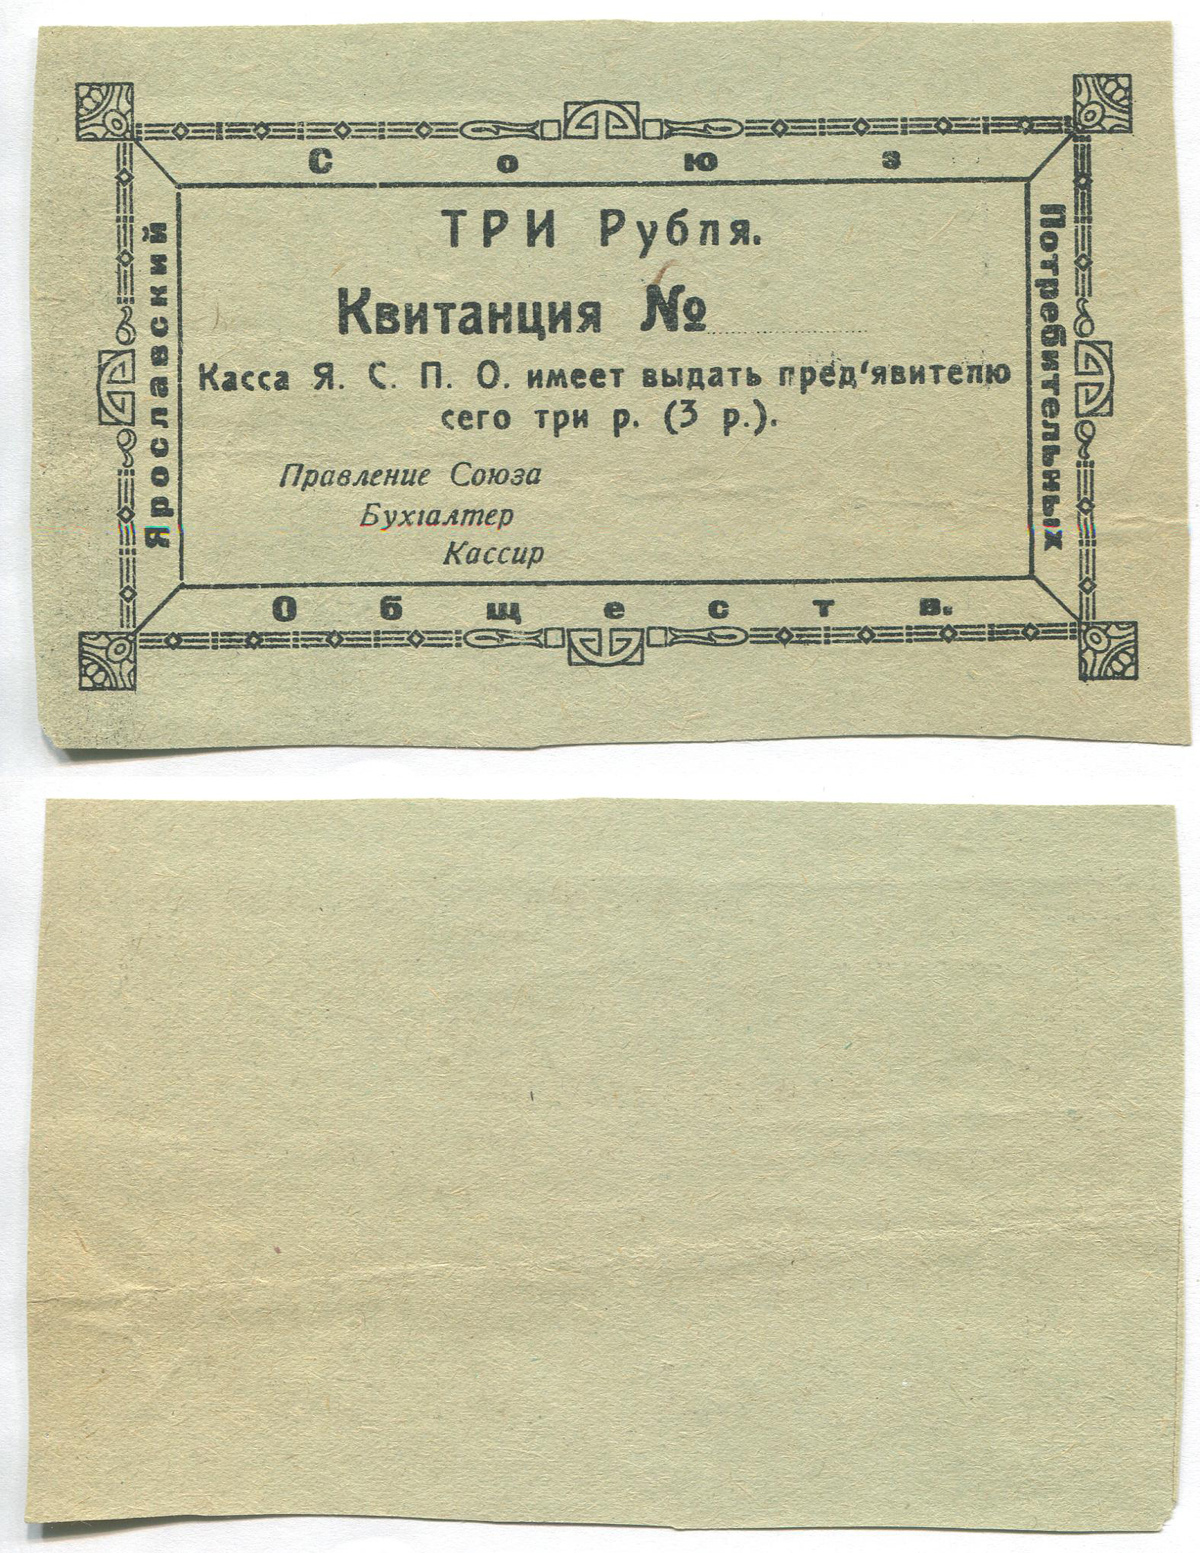 Союз
Ярославский
Потребительных
ТРИ Рубля.
Квитанция №
Касса Я. С. П. О. имеет выдать пред'явителю
сего три р. (3 р.).
Правление Союза
Бухгалтер
Кассир
Обществ.